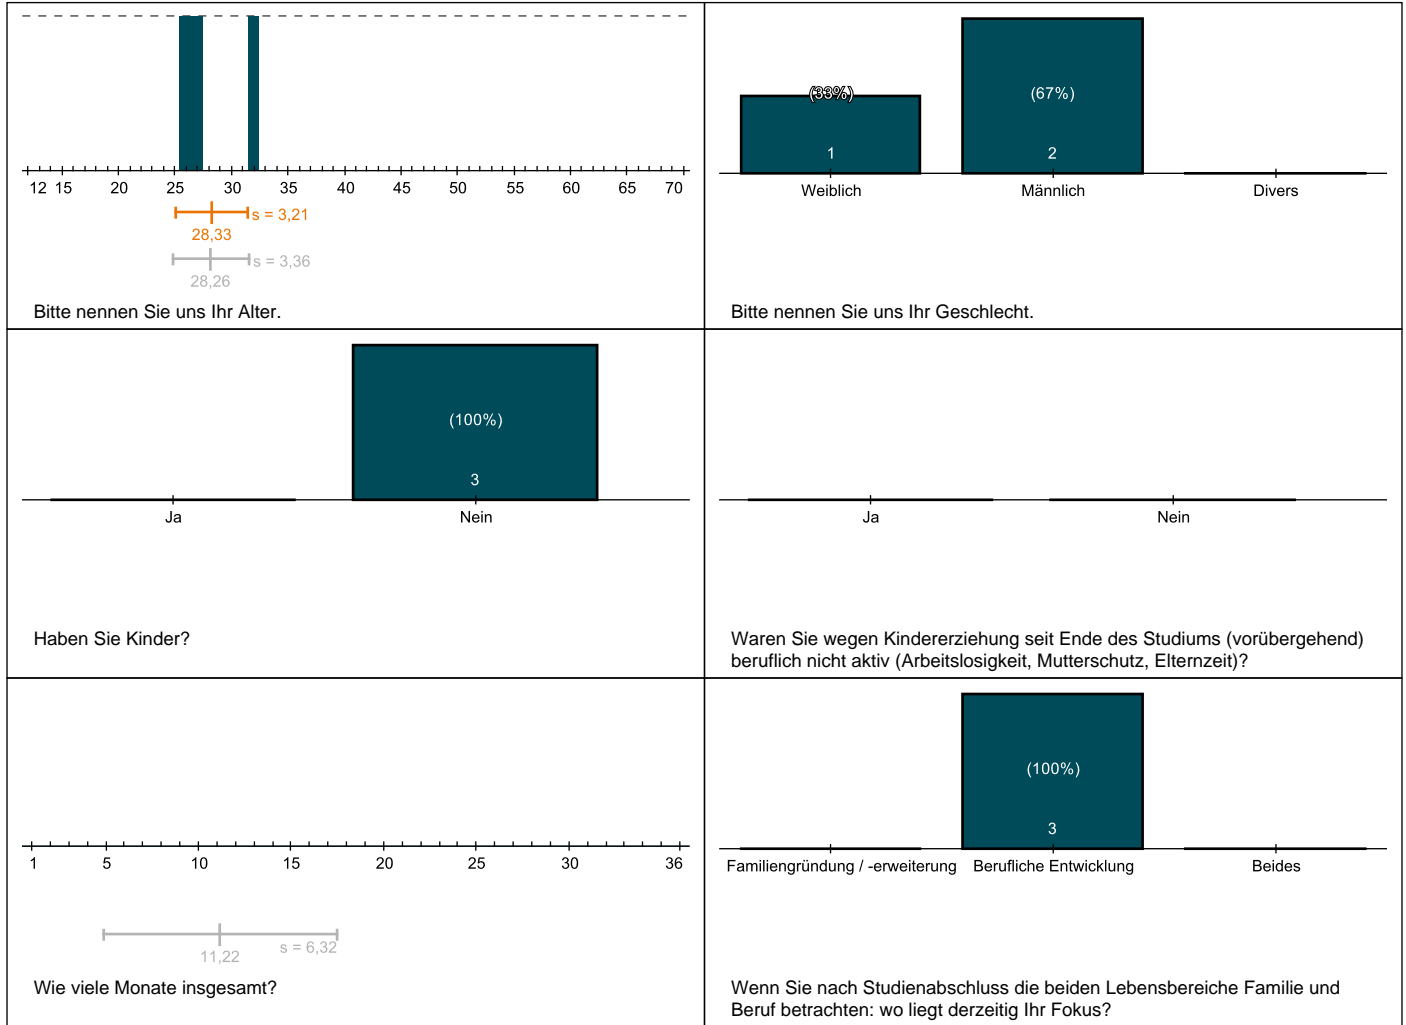 12 15 20 25 30 35 40 45 50 55 60 65 70
s = 3,21
28,33
s = 3,36
28,26
Bitte nennen Sie uns Ihr Alter.
(33%)
(67%)
1
2
Weiblich Männlich Divers
Bitte nennen Sie uns Ihr Geschlecht.
(100%)
3
Ja Nein
Haben Sie Kinder?
Ja Nein
Waren Sie wegen Kindererziehung seit Ende des Studiums (vorübergehend)
beruflich nicht aktiv (Arbeitslosigkeit, Mutterschutz, Elternzeit)?
1 5 10 15 20 25 30 36
s = 6,32
11,22
Wie viele Monate insgesamt?
(100%)
3
Familiengründung / -erweiterung Berufliche Entwicklung Beides
Wenn Sie nach Studienabschluss die beiden Lebensbereiche Familie und
Beruf betrachten: wo liegt derzeitig Ihr Fokus?